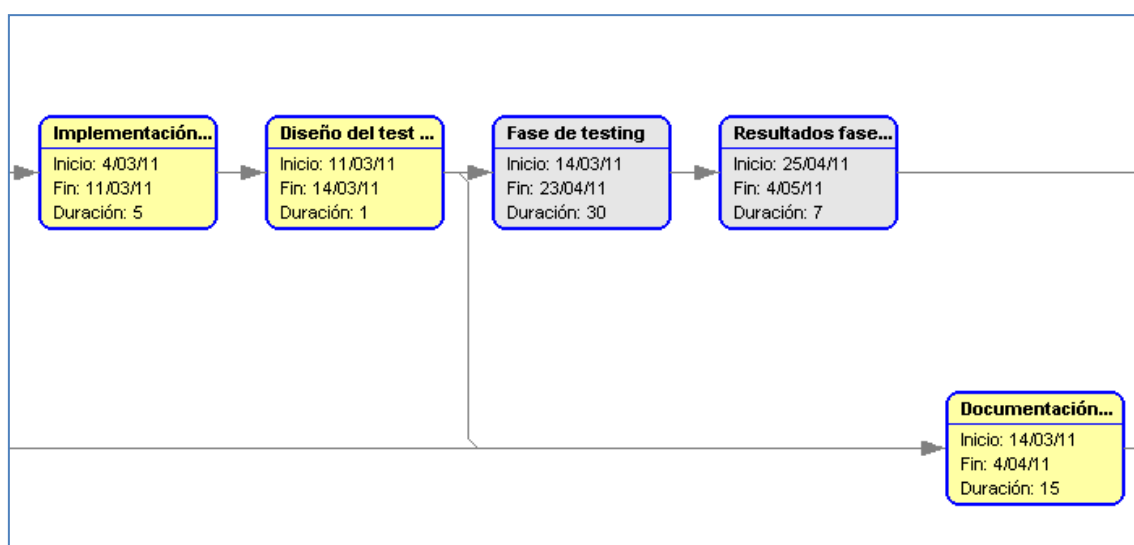 Implementación...
Inicio: 4/03/11
Fin: 11/03/11
Duración: 5
Diseño del test ...
Inicio: 11/03/11
Fin: 14/03/11
Duración: 1
Fase de testing
Inicio: 14/03/11
Fin: 23/04/11
Duración: 30
Resultados fase...
Inicio: 25/04/11
Fin: 4/05/11
Duración: 7
Documentación...
Inicio: 14/03/11
Fin: 4/04/11
Duración: 15